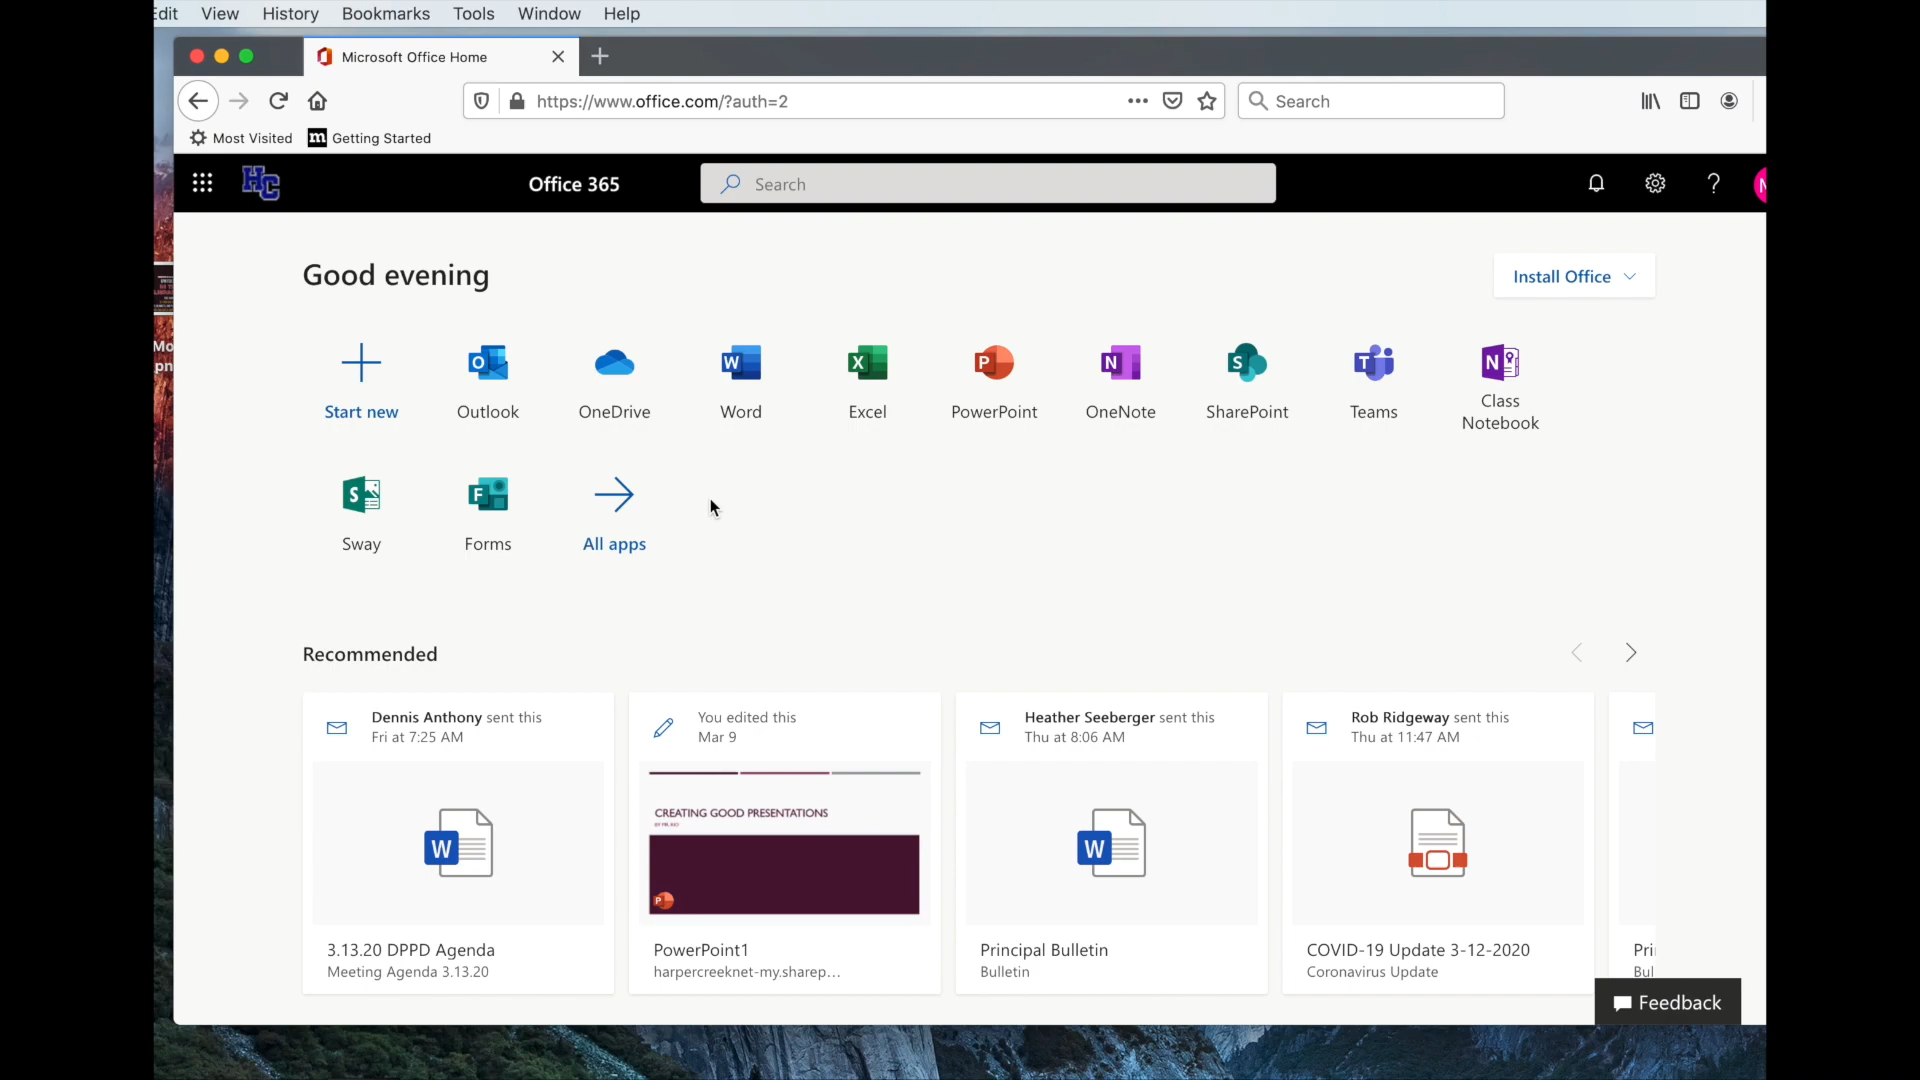 Edit View History Bookmarks Tools Window Help
Microsoft Office Home
https://www.office.com/?auth=2
Search
Most Visited Getting Started
HC
Office 365
Search
Good evening
Install Office
Start new Outlook OneDrive Word Excel PowerPoint OneNote SharePoint Teams Class Notebook
Sway Forms All apps
Recommended
Dennis Anthony sent this
Fri at 7:25 AM
You edited this
Mar 9
Heather Seeberger sent this
Thu at 8:06 AM
Rob Ridgeway sent this
Thu at 11:47 AM
CREATING GOOD PRESENTATIONS
3.13.20 DPPD Agenda
Meeting Agenda 3.13.20
PowerPoint1
harpercreeknet-my.sharep...
Principal Bulletin
Bulletin
COVID-19 Update 3-12-2020
Coronavirus Update
Pri
Bul
Feedback